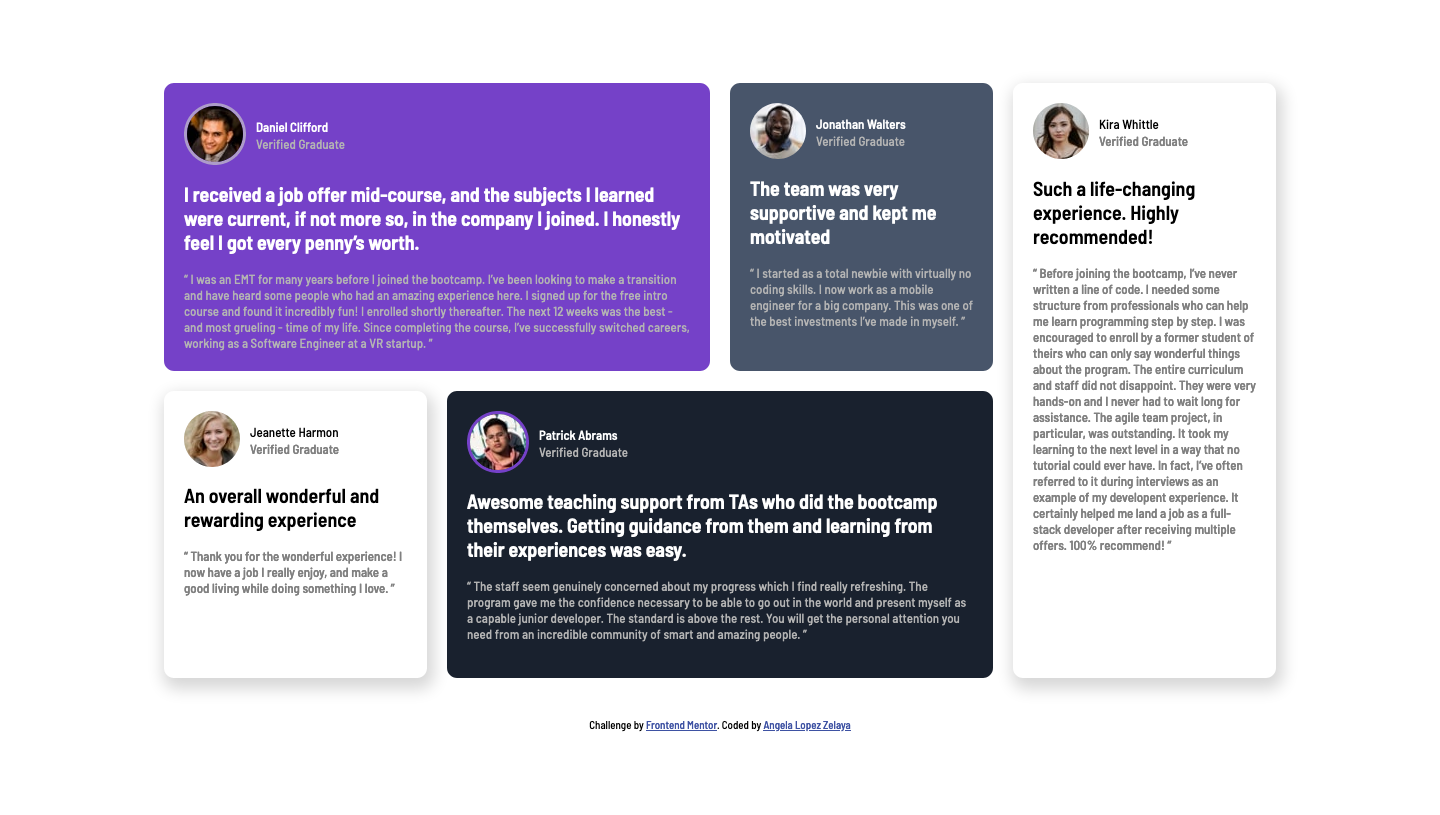 Daniel Clifford
Verified Graduate
I received a job offer mid-course, and the subjects I learned
were current, if not more so, in the company I joined. I honestly
feel I got every penny’s worth.
“ I was an EMT for many years before I joined the bootcamp. I’ve been looking to make a transition
and have heard some people who had an amazing experience here. I signed up for the free intro
course and found it incredibly fun! I enrolled shortly thereafter. The next 12 weeks was the best -
and most grueling - time of my life. Since completing the course, I’ve successfully switched careers,
working as a Software Engineer at a VR startup. ”
Jonathan Walters
Verified Graduate
The team was very
supportive and kept me
motivated
“ I started as a total newbie with virtually no
coding skills. I now work as a mobile
engineer for a big company. This was one of
the best investments I’ve made in myself. ”
Kira Whittle
Verified Graduate
Such a life-changing
experience. Highly
recommended!
“ Before joining the bootcamp, I’ve never
written a line of code. I needed some
structure from professionals who can help
me learn programming step by step. I was
encouraged to enroll by a former student of
theirs who can only say wonderful things
about the program. The entire curriculum
and staff did not disappoint. They were very
hands-on and I never had to wait long for
assistance. The agile team project, in
particular, was outstanding. It took my
learning to the next level in a way that no
tutorial could ever have. In fact, I’ve often
referred to it during interviews as an
example of my developent experience. It
certainly helped me land a job as a full-
stack developer after receiving multiple
offers. 100% recommend! ”
Jeanette Harmon
Verified Graduate
An overall wonderful and
rewarding experience
“ Thank you for the wonderful experience! I
now have a job I really enjoy, and make a
good living while doing something I love. ”
Patrick Abrams
Verified Graduate
Awesome teaching support from TAs who did the bootcamp
themselves. Getting guidance from them and learning from
their experiences was easy.
“ The staff seem genuinely concerned about my progress which I find really refreshing. The
program gave me the confidence necessary to be able to go out in the world and present myself as
a capable junior developer. The standard is above the rest. You will get the personal attention you
need from an incredible community of smart and amazing people. ”
Challenge by Frontend Mentor. Coded by Angela Lopez Zelaya